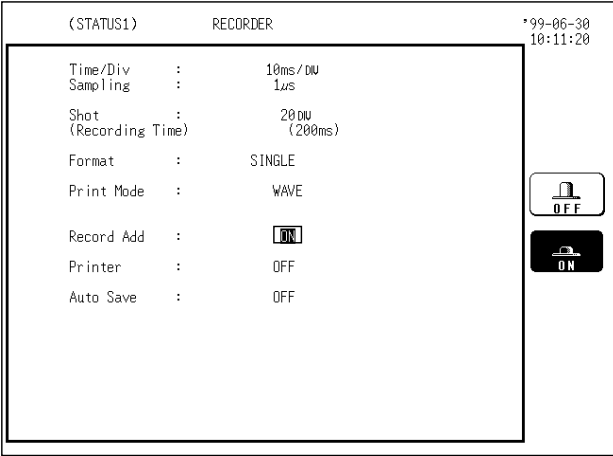 (STATUS1) RECORDER '99-06-30
10:11:20
Time/Div : 10ms/DIV
Sampling : 1µs
Shot : 20DIV
(Recording Time) (200ms)
Format : SINGLE
Print Mode : WAVE
OFF
Record Add : ON
ON
Printer : OFF
Auto Save : OFF